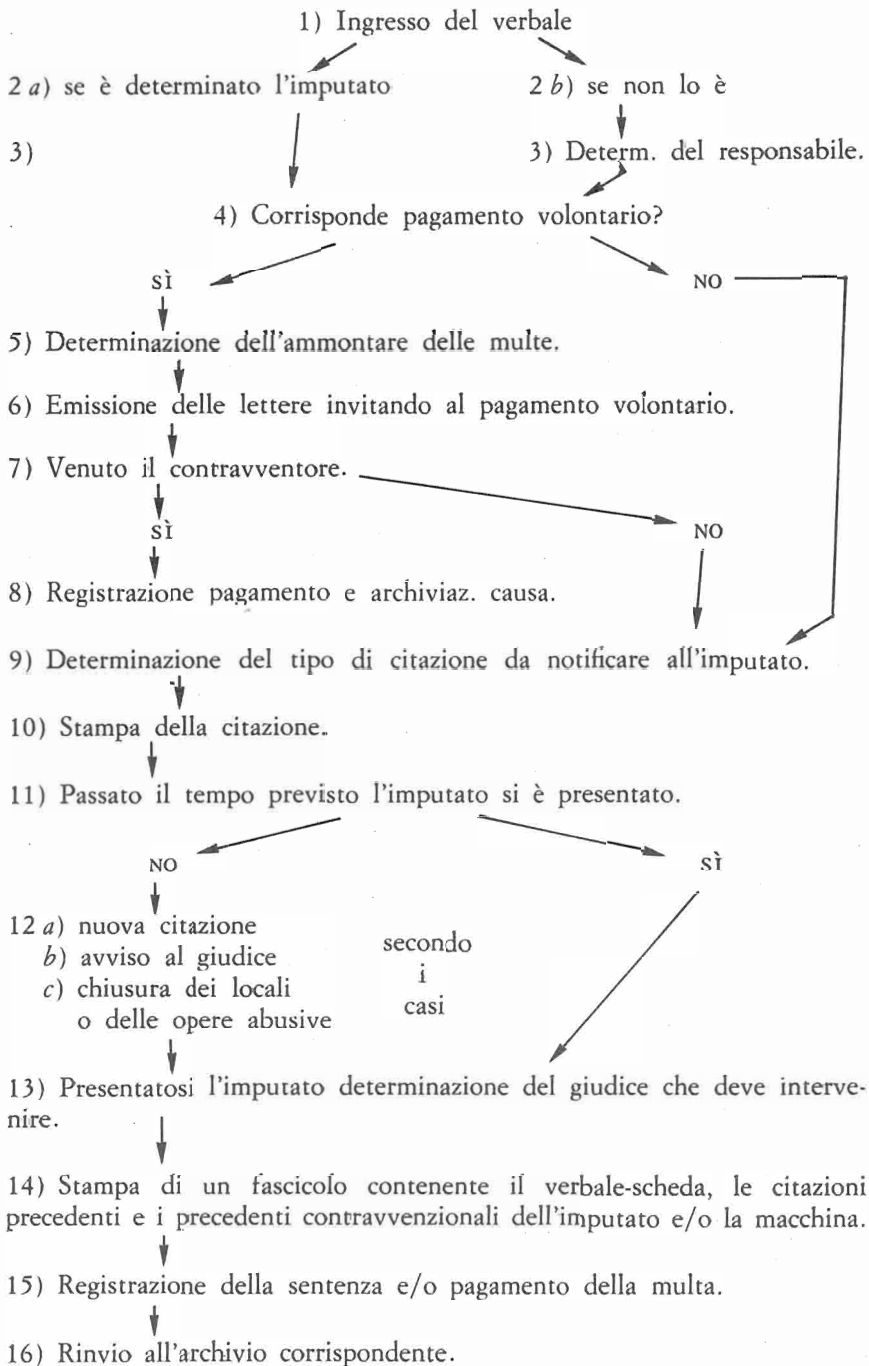 1) Ingresso del verbale
2 a) se è determinato l'imputato
2 b) se non lo è
3)
3) Determ. del responsabile.
4) Corrisponde pagamento volontario?
SÌ
NO
5) Determinazione dell'ammontare delle multe.
6) Emissione delle lettere invitando al pagamento volontario.
7) Venuto il contravventore.
SÌ
NO
8) Registrazione pagamento e archiviaz. causa.
9) Determinazione del tipo di citazione da notificare all'imputato.
10) Stampa della citazione.
11) Passato il tempo previsto l'imputato si è presentato.
NO
SÌ
12 a) nuova citazione
b) avviso al giudice
c) chiusura dei locali
o delle opere abusive
secondo
i
casi
13) Presentatosi l'imputato determinazione del giudice che deve interve-
nire.
14) Stampa di un fascicolo contenente il verbale-scheda, le citazioni
precedenti e i precedenti contravvenzionali dell'imputato e/o la macchina.
15) Registrazione della sentenza e/o pagamento della multa.
16) Rinvio all'archivio corrispondente.